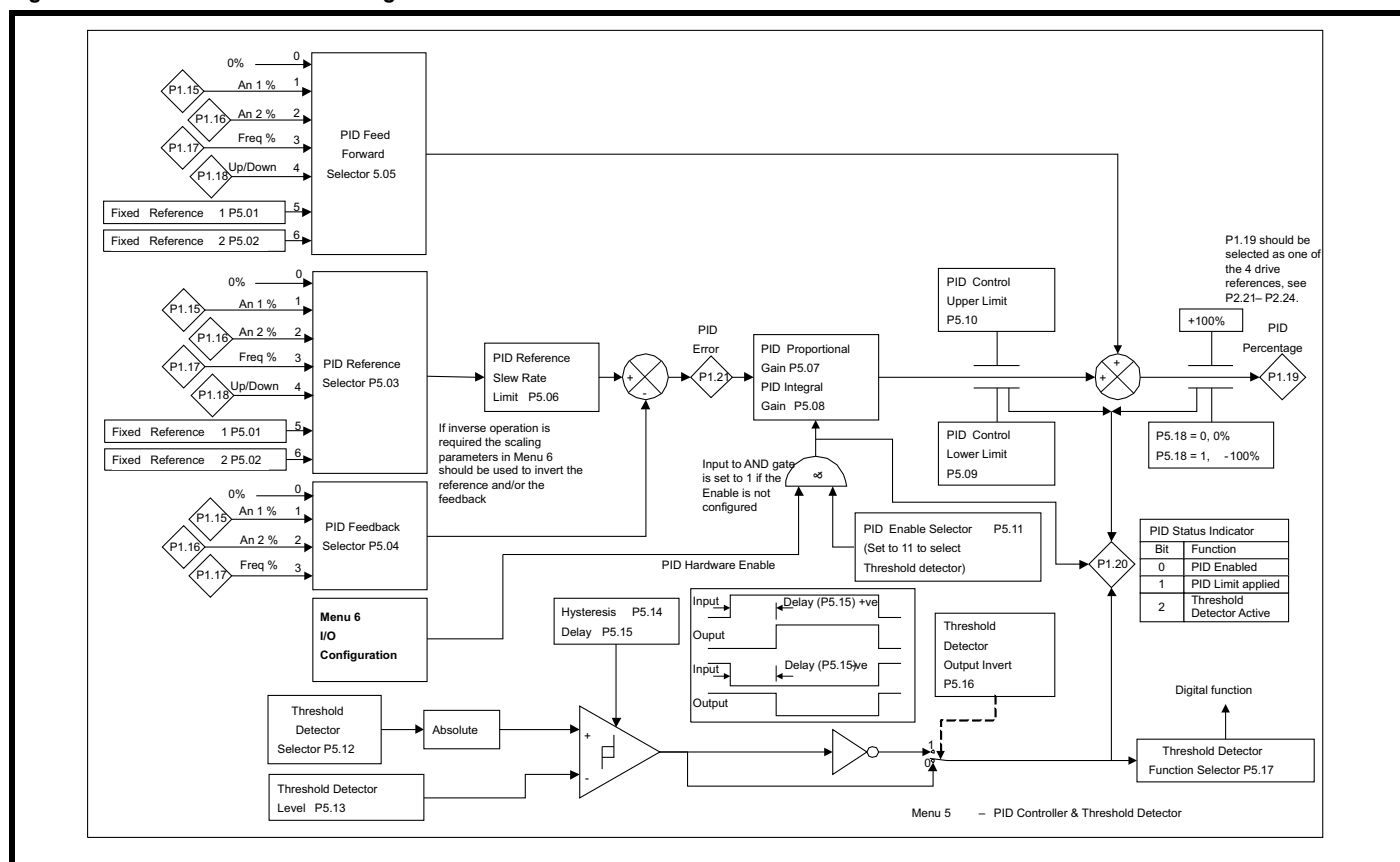 0% 0
P1.15 An 1 % 1
P1.16 An 2 % 2
P1.17 Freq % 3
P1.18 Up/Down 4
Fixed Reference 1 P5.01 5
Fixed Reference 2 P5.02 6
PID Feed
Forward
Selector 5.05
0% 0
P1.15 An 1 % 1
P1.16 An 2 % 2
P1.17 Freq % 3
P1.18 Up/Down 4
Fixed Reference 1 P5.01 5
Fixed Reference 2 P5.02 6
PID Reference
Selector P5.03
PID Reference
Slew Rate
Limit P5.06
+
-
PID
Error
P1.21
PID Proportional
Gain P5.07
PID Integral
Gain P5.08
PID Control
Upper Limit
P5.10
PID Control
Lower Limit
P5.09
+
+
P1.19 should be
selected as one of
the 4 drive
references, see
P2.21– P2.24.
+100%
PID
Percentage
P1.19
P5.18 = 0, 0%
P5.18 = 1, -100%
If inverse operation is
required the scaling
parameters in Menu 6
should be used to invert the
reference and/or the
feedback
Input to AND gate
is set to 1 if the
Enable is not
configured
&
0% 0
P1.15 An 1 % 1
P1.16 An 2 % 2
P1.17 Freq % 3
PID Feedback
Selector P5.04
PID Enable Selector P5.11
(Set to 11 to select
Threshold detector)
PID Hardware Enable
P1.20
PID Status Indicator
Bit Function
0 PID Enabled
1 PID Limit applied
2 Threshold
Detector Active
Menu 6
I/O
Configuration
Hysteresis P5.14
Delay P5.15
Input Delay (P5.15) +ve
Ouput
Input Delay (P5.15)-ve
Output
Threshold
Detector
Output Invert
P5.16
Digital function
Threshold
Detector
Selector P5.12
Absolute
+
-
Threshold Detector
Level P5.13
1
0
Threshold Detector
Function Selector P5.17
Menu 5 – PID Controller & Threshold Detector